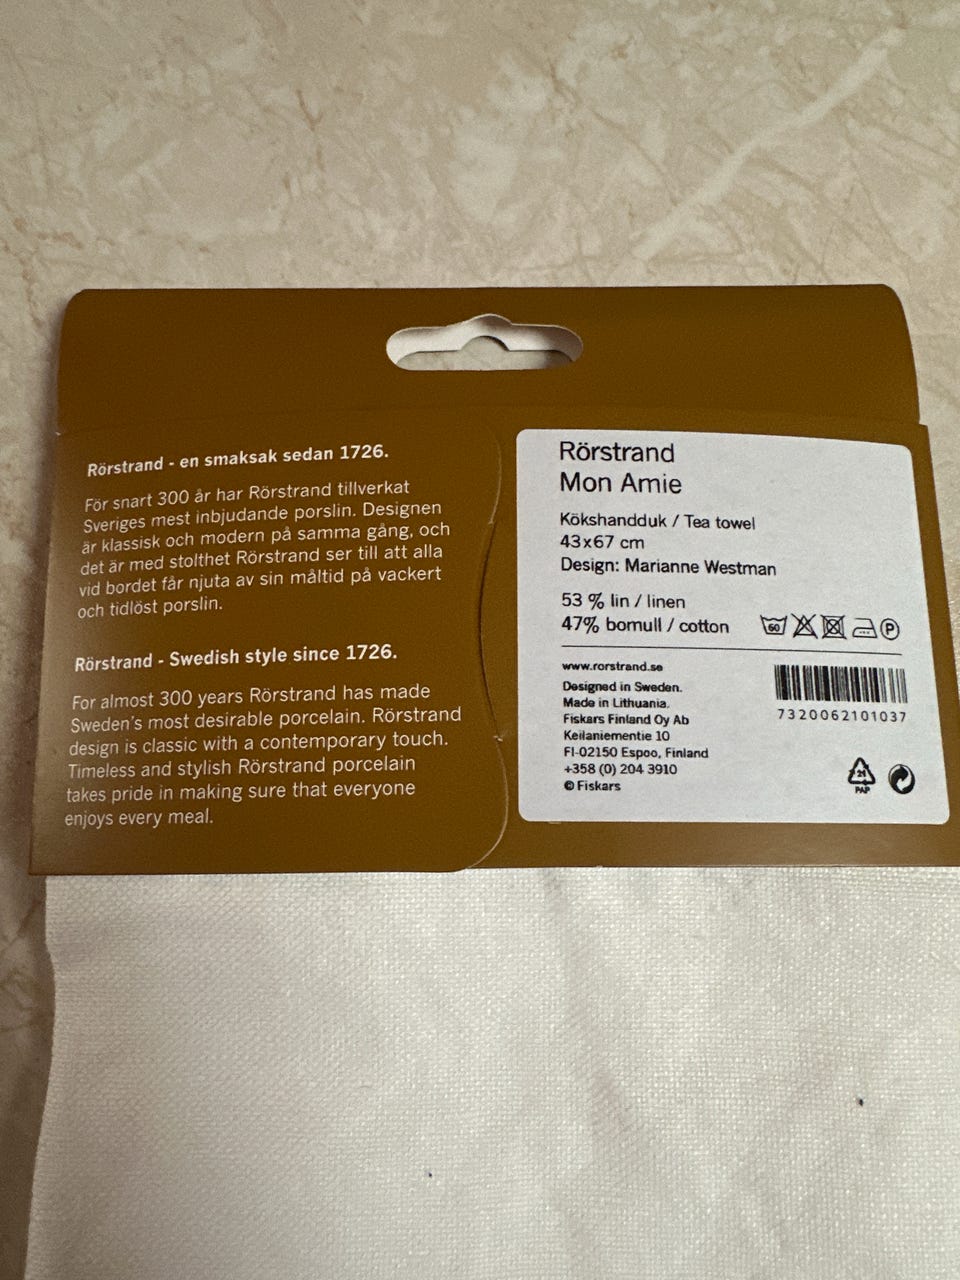 Rörstrand - en smaksak sedan 1726.
För snart 300 år har Rörstrand tillverkat
Sveriges mest inbjudande porslin. Designen
är klassisk och modern på samma gång, och
det är med stolthet Rörstrand ser till att alla
vid bordet får njuta av sin måltid på vackert
och tidlöst porslin.
Rörstrand - Swedish style since 1726.
For almost 300 years Rörstrand has made
Sweden's most desirable porcelain. Rörstrand
design is classic with a contemporary touch.
Timeless and stylish Rörstrand porcelain
takes pride in making sure that everyone
enjoys every meal.
Rörstrand
Mon Amie
Kökshandduk / Tea towel
43x67 cm
Design: Marianne Westman
53 % lin / linen
47% bomull / cotton
60
P
www.rorstrand.se
Designed in Sweden.
Made in Lithuania.
Fiskars Finland Oy Ab
Keilaniementie 10
FI-02150 Espoo, Finland
+358 (0) 204 3910
© Fiskars
7320062101037
21
PAP